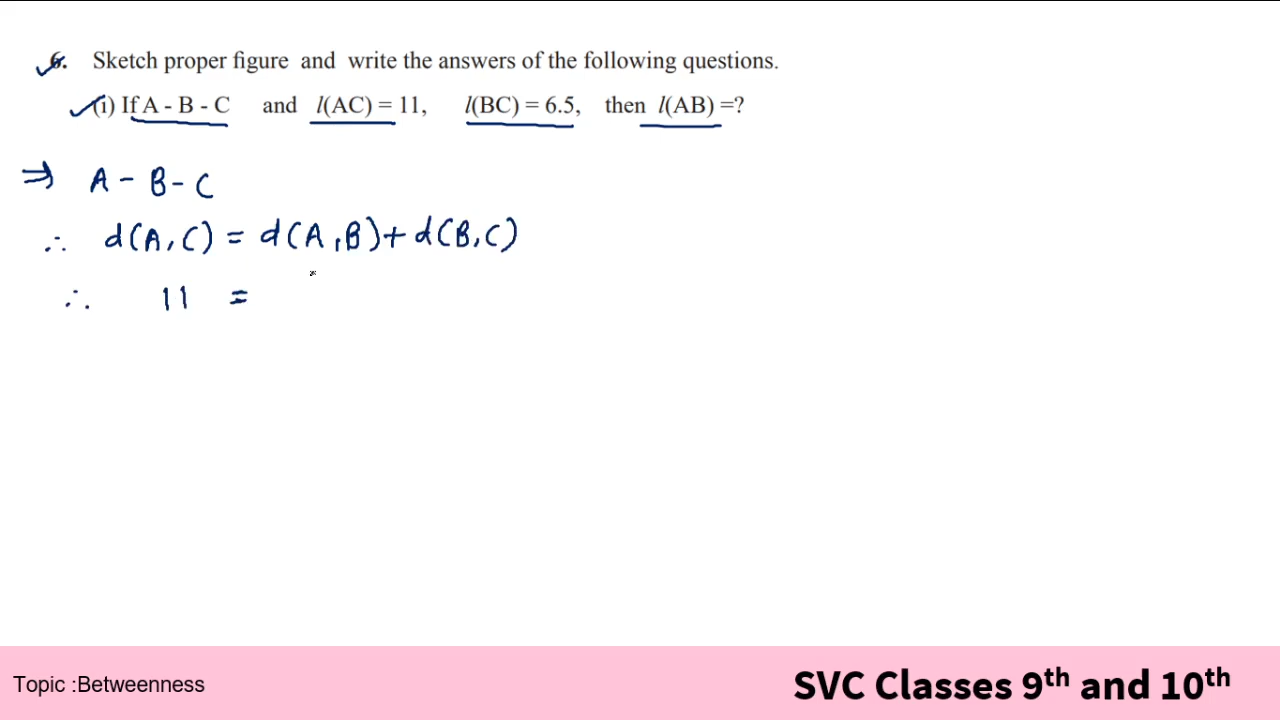 6. Sketch proper figure and write the answers of the following questions.
(i) If A - B - C and l(AC) = 11, l(BC) = 6.5, then l(AB) =?
⇒ A - B - C
∴ d(A, C) = d(A, B) + d(B, C)
∴ 11 =
Topic :Betweenness
SVC Classes 9th and 10th